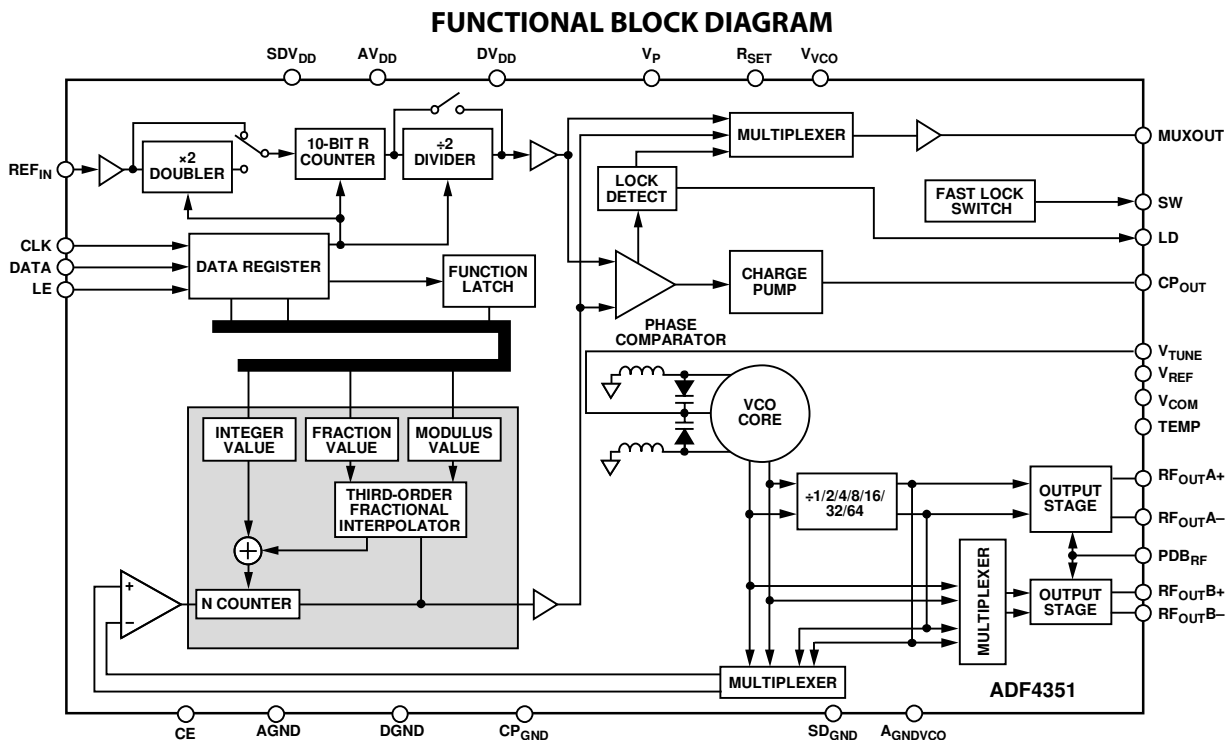 FUNCTIONAL BLOCK DIAGRAM
SDVDD
AVDD
DVDD
VP
RSET
VVCO
REFIN
×2
DOUBLER
10-BIT R
COUNTER
÷2
DIVIDER
MULTIPLEXER
MUXOUT
LOCK
DETECT
FAST LOCK
SWITCH
SW
LD
CLK
DATA
LE
DATA REGISTER
FUNCTION
LATCH
CHARGE
PUMP
CPOUT
PHASE
COMPARATOR
VTUNE
VREF
VCOM
TEMP
VCO
CORE
INTEGER
VALUE
FRACTION
VALUE
MODULUS
VALUE
THIRD-ORDER
FRACTIONAL
INTERPOLATOR
÷1/2/4/8/16/
32/64
OUTPUT
STAGE
RFOUTA+
RFOUTA–
PDBRF
MULTIPLEXER
OUTPUT
STAGE
RFOUTB+
RFOUTB–
+
–
N COUNTER
MULTIPLEXER
ADF4351
CE
AGND
DGND
CPGND
SDGND
AGNDVCO